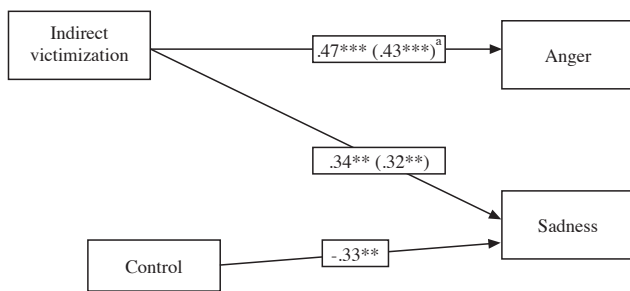 Indirect
victimization
.47*** (.43***)a
Anger
.34** (.32**)
Sadness
-.33**
Control